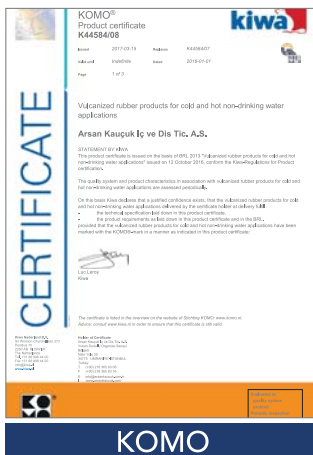 KOMO®
Product certificate
K44584/08
kiwa
Issued 2017-03-15 Replaces K44584/07
Valid until Indefinite Dated 2016-01-01
Page 1 of 3
CERTIFICATE
Vulcanized rubber products for cold and hot non-drinking water
applications
Arsan Kauçuk İç ve Dis Tic. A.S.
STATEMENT BY KIWA
This product certificate is issued on the basis of BRL 2013 "Vulcanized rubber products for cold and hot
non-drinking water applications" issued on 12 October 2016, conform the Kiwa-Regulations for Product
certification.
The quality system and product characteristics in association with vulcanized rubber products for cold and
hot non-drinking water applications are assessed periodically.
On this basis Kiwa declares that a justified confidence exists, that the vulcanized rubber products for cold
and hot non-drinking water applications delivered by the certificate holder at delivery fulfil
- the technical specification laid down in this product certificate,
- the product requirements as laid down in this product certificate and in the BRL,
provided that the vulcanized rubber products for cold and hot non-drinking water applications have been
marked with the KOMO®-mark in a manner as indicated in this product certificate.
Luc Leroy
Kiwa
The certificate is listed in the overview on the website of Stichting KOMO: www.komo.nl.
Advice: consult www.kiwa.nl in order to ensure that this certificate is still valid.
Kiwa Nederland B.V.
The Netherlands
Holder of Certificate
Turkey
KOMO